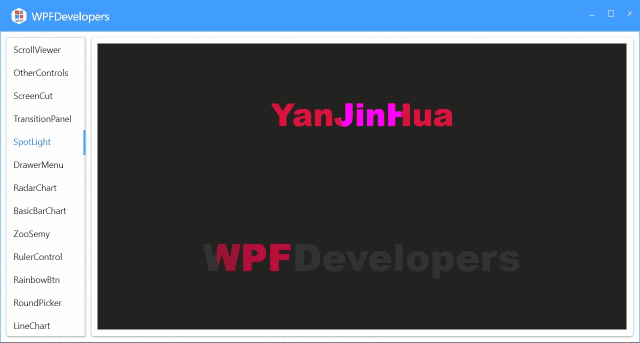 WPFDevelopers
ScrollViewer
OtherControls
ScreenCut
TransitionPanel
SpotLight
DrawerMenu
RadarChart
BasicBarChart
ZooSemy
RulerControl
RainbowBtn
RoundPicker
LineChart
YanJinHua
WPFDevelopers